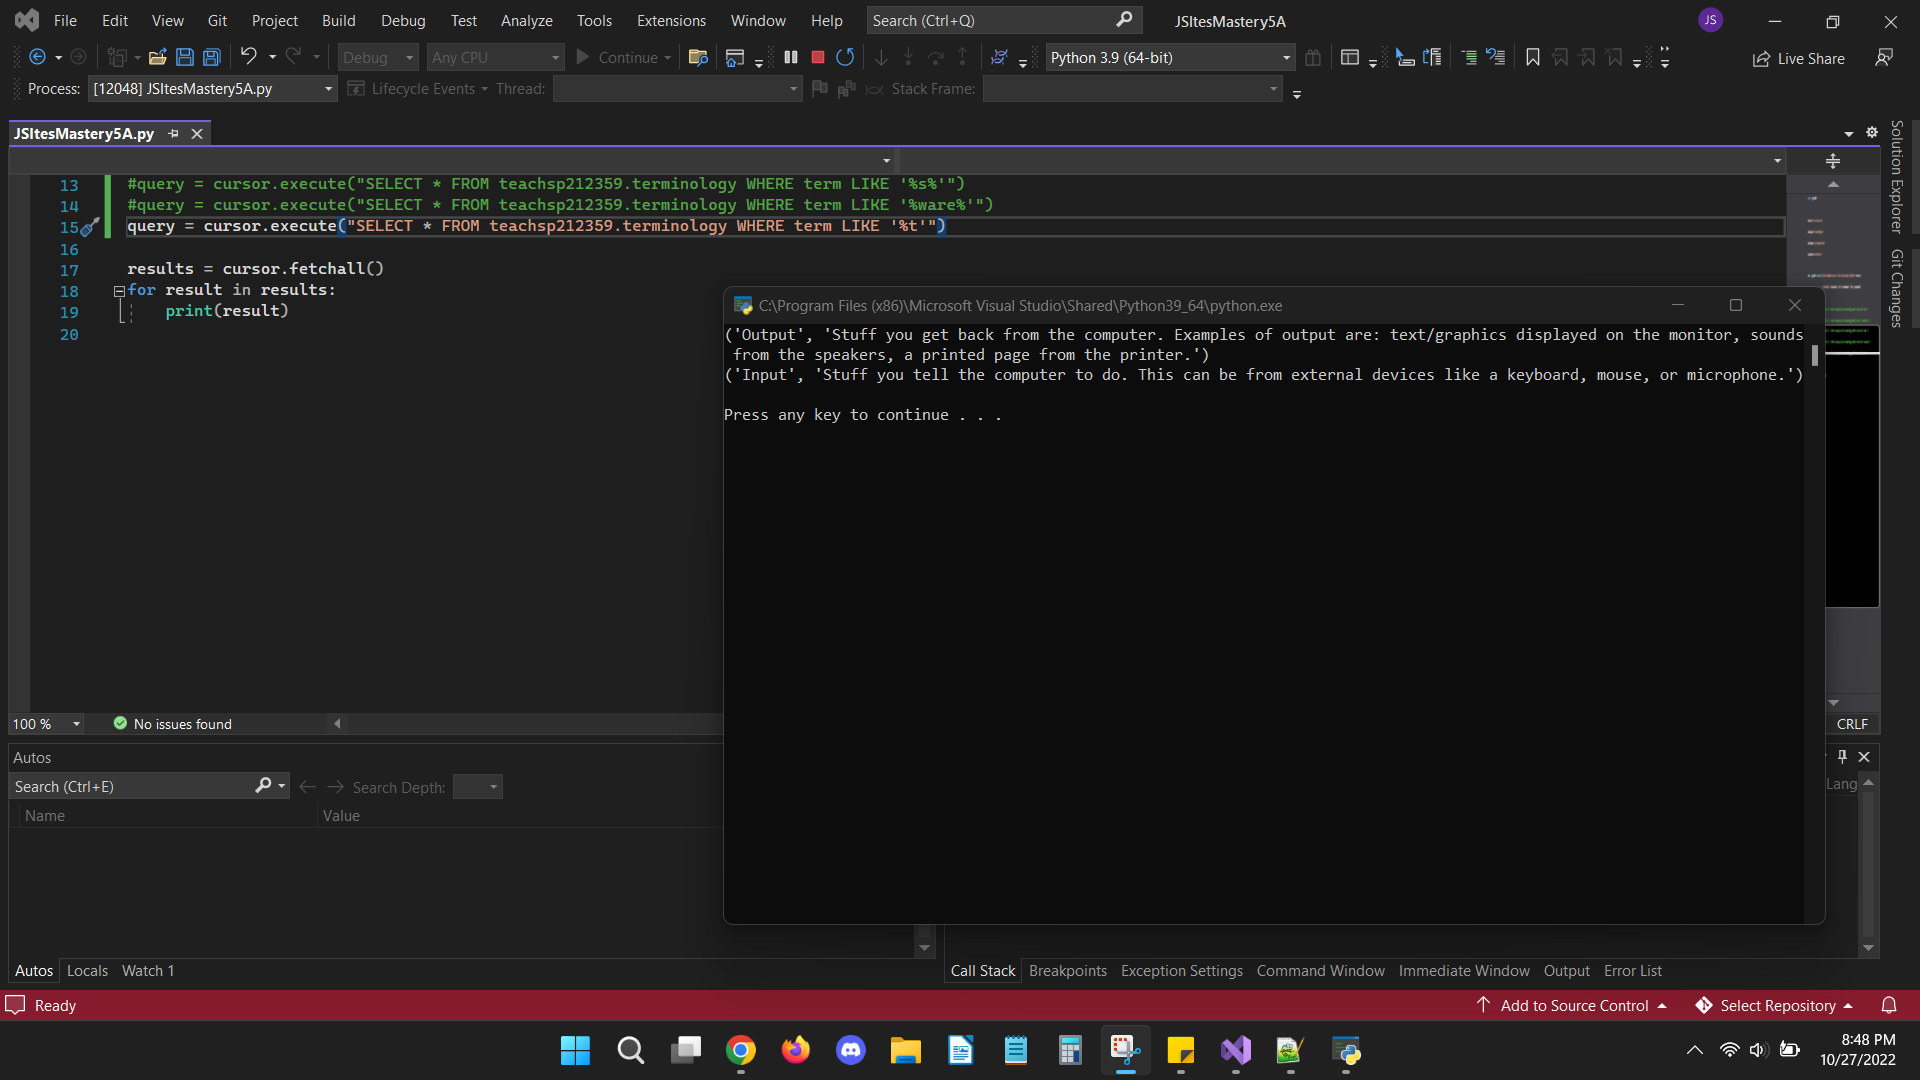 File Edit View Git Project Build Debug Test Analyze Tools Extensions Window Help Search (Ctrl+Q) JSItesMastery5A JS
Debug Any CPU Continue Python 3.9 (64-bit) Live Share
Process: [12048] JSItesMastery5A.py Lifecycle Events Thread: Stack Frame:
JSItesMastery5A.py
Solution Explorer
Git Changes
13 #query = cursor.execute("SELECT * FROM teachsp212359.terminology WHERE term LIKE '%s%'")
14 #query = cursor.execute("SELECT * FROM teachsp212359.terminology WHERE term LIKE '%ware%'")
15 query = cursor.execute("SELECT * FROM teachsp212359.terminology WHERE term LIKE '%t'")
16
17 results = cursor.fetchall()
18 for result in results:
19 print(result)
20
C:\Program Files (x86)\Microsoft Visual Studio\Shared\Python39_64\python.exe
('Output', 'Stuff you get back from the computer. Examples of output are: text/graphics displayed on the monitor, sounds
from the speakers, a printed page from the printer.')
('Input', 'Stuff you tell the computer to do. This can be from external devices like a keyboard, mouse, or microphone.')
Press any key to continue . . .
100 % No issues found CRLF
Autos
Search (Ctrl+E) Search Depth:
Name Value
Lang
Autos Locals Watch 1
Call Stack Breakpoints Exception Settings Command Window Immediate Window Output Error List
Ready Add to Source Control Select Repository
8:48 PM
10/27/2022